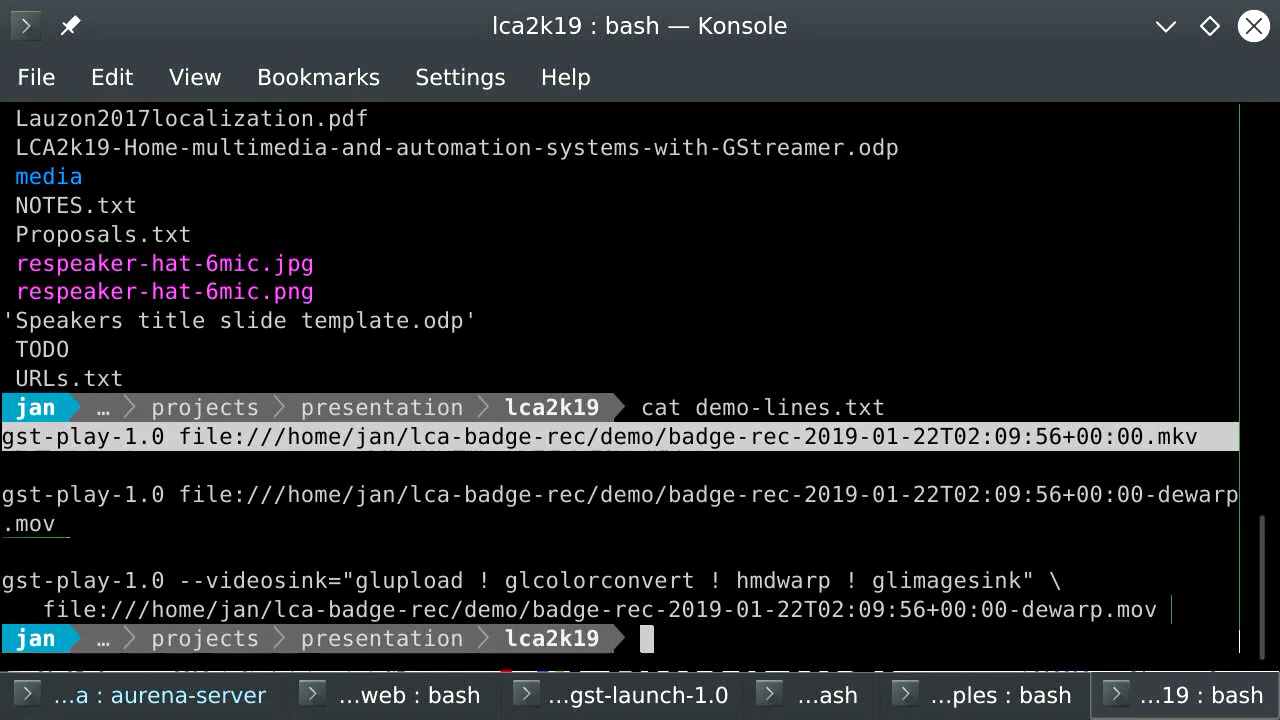 lca2k19 : bash — Konsole
File Edit View Bookmarks Settings Help
Lauzon2017localization.pdf
LCA2k19-Home-multimedia-and-automation-systems-with-GStreamer.odp
media
NOTES.txt
Proposals.txt
respeaker-hat-6mic.jpg
respeaker-hat-6mic.png
'Speakers title slide template.odp'
TODO
URLs.txt
jan … projects presentation lca2k19 cat demo-lines.txt
gst-play-1.0 file:///home/jan/lca-badge-rec/demo/badge-rec-2019-01-22T02:09:56+00:00.mkv
gst-play-1.0 file:///home/jan/lca-badge-rec/demo/badge-rec-2019-01-22T02:09:56+00:00-dewarp
.mov
gst-play-1.0 --videosink="glupload ! glcolorconvert ! hmdwarp ! glimagesink" \
file:///home/jan/lca-badge-rec/demo/badge-rec-2019-01-22T02:09:56+00:00-dewarp.mov
jan … projects presentation lca2k19
...a : aurena-server ...web : bash ...gst-launch-1.0 ...ash ...ples : bash ...19 : bash